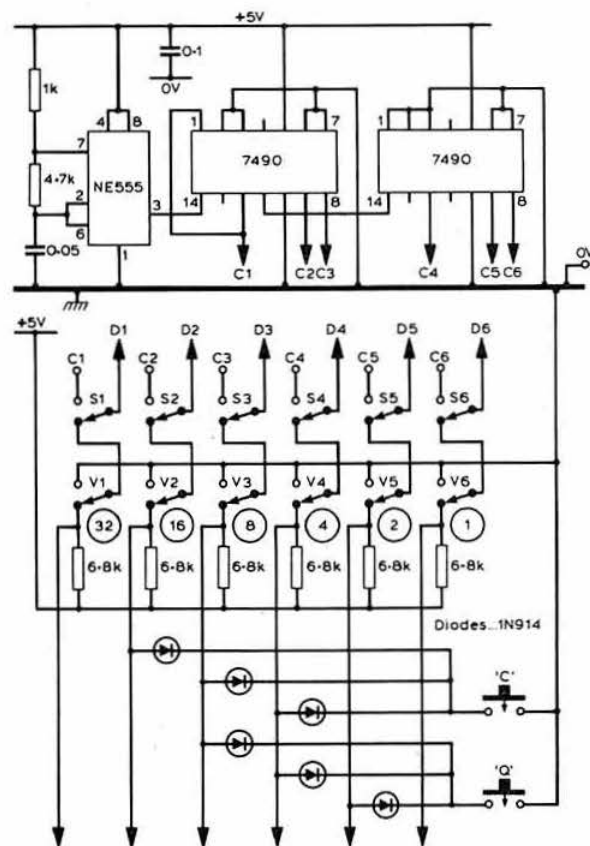 +5V
0·1
0V
1k
4 8
7
4·7k
NE555
2
6
3
1
0·05
1 7
7490
14 8
1 7
7490
14 8
C1 C2 C3 C4 C5 C6
0V
+5V
D1 D2 D3 D4 D5 D6
C1 C2 C3 C4 C5 C6
S1 S2 S3 S4 S5 S6
V1 V2 V3 V4 V5 V6
32 16 8 4 2 1
6·8k 6·8k 6·8k 6·8k 6·8k 6·8k
Diodes...1N914
'C'
'Q'